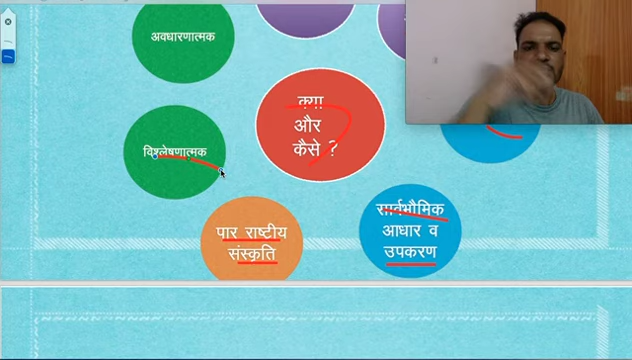 अवधारणात्मक
क्या
और
कैसे ?
विश्लेषणात्मक
पार राष्टीय
संस्कृति
सार्वभौमिक
आधार व
उपकरण